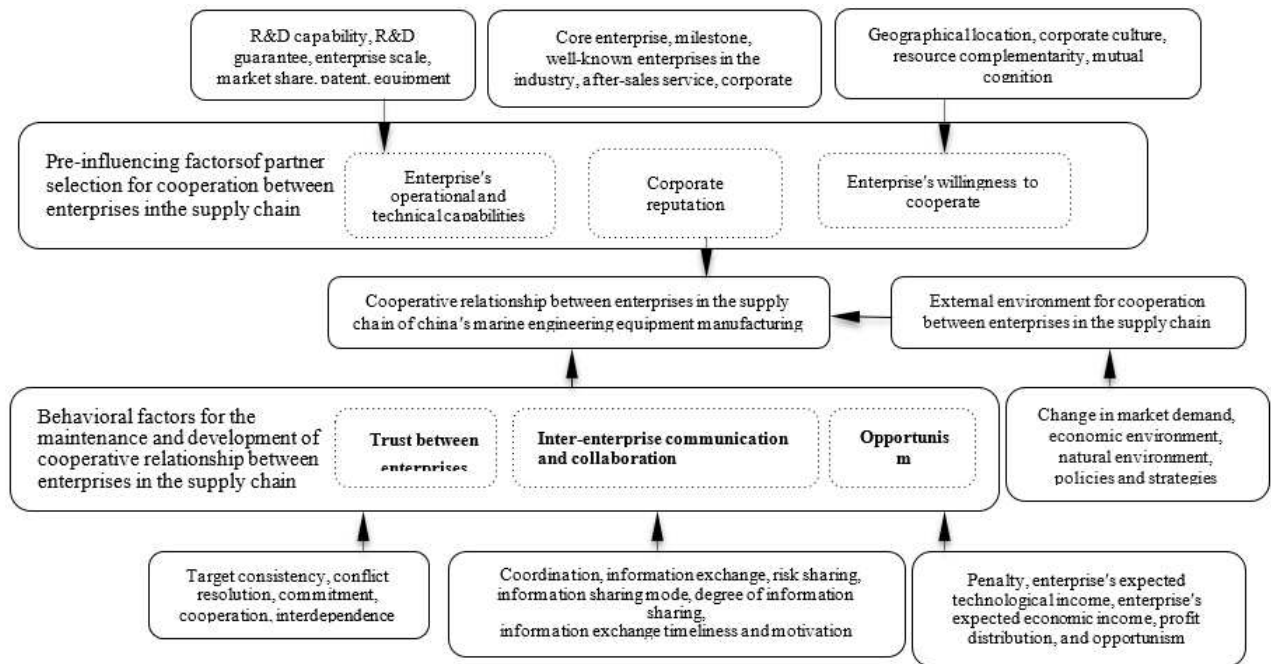 R&D capability, R&D
guarantee, enterprise scale,
market share, patent, equipment
Core enterprise, milestone,
well-known enterprises in the
industry, after-sales service, corporate
Geographical location, corporate culture,
resource complementarity, mutual
cognition
Pre-influencing factorsof partner
selection for cooperation between
enterprises inthe supply chain
Enterprise's
operational and
technical capabilities
Corporate
reputation
Enterprise's willingness to
cooperate
Cooperative relationship between enterprises in the supply
chain of china's marine engineering equipment manufacturing
External environment for cooperation
between enterprises in the supply chain
Behavioral factors for the
maintenance and development of
cooperative relationship between
enterprises in the supply chain
Trust between
enterprises
Inter-enterprise communication
and collaboration
Opportunis
m
Change in market demand,
economic environment,
natural environment,
policies and strategies
Target consistency, conflict
resolution, commitment,
cooperation, interdependence
Coordination, information exchange, risk sharing,
information sharing mode, degree of information
sharing,
information exchange timeliness and motivation
Penalty, enterprise's expected
technological income, enterprise's
expected economic income, profit
distribution, and opportunism